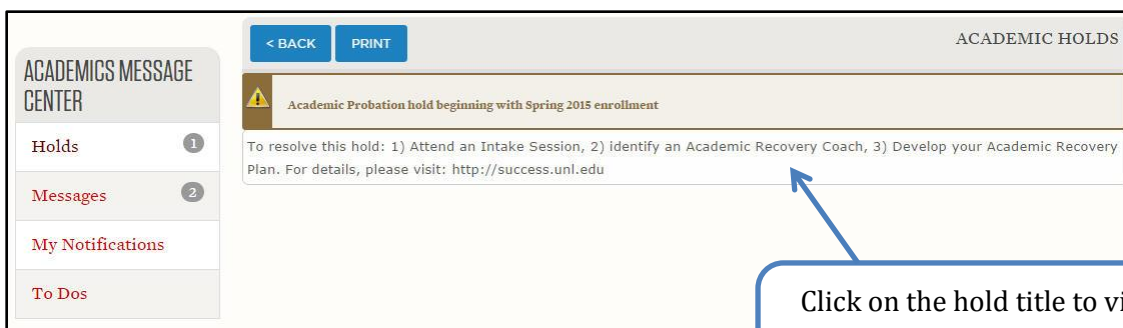 < BACK
PRINT
ACADEMIC HOLDS
ACADEMICS MESSAGE
CENTER
Holds
1
Messages
2
My Notifications
To Dos
Academic Probation hold beginning with Spring 2015 enrollment
To resolve this hold: 1) Attend an Intake Session, 2) identify an Academic Recovery Coach, 3) Develop your Academic Recovery
Plan. For details, please visit: http://success.unl.edu
Click on the hold title to vi